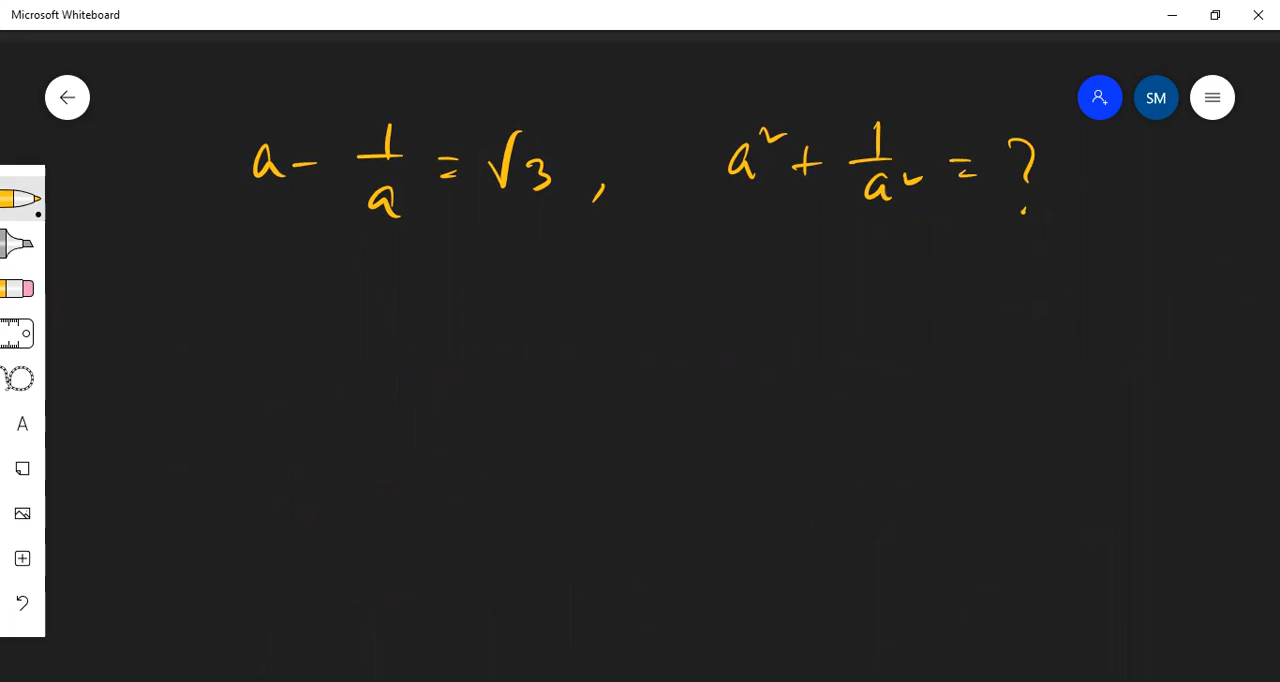 Microsoft Whiteboard
SM
a - 1/a = √3 , a² + 1/a² = ?
A